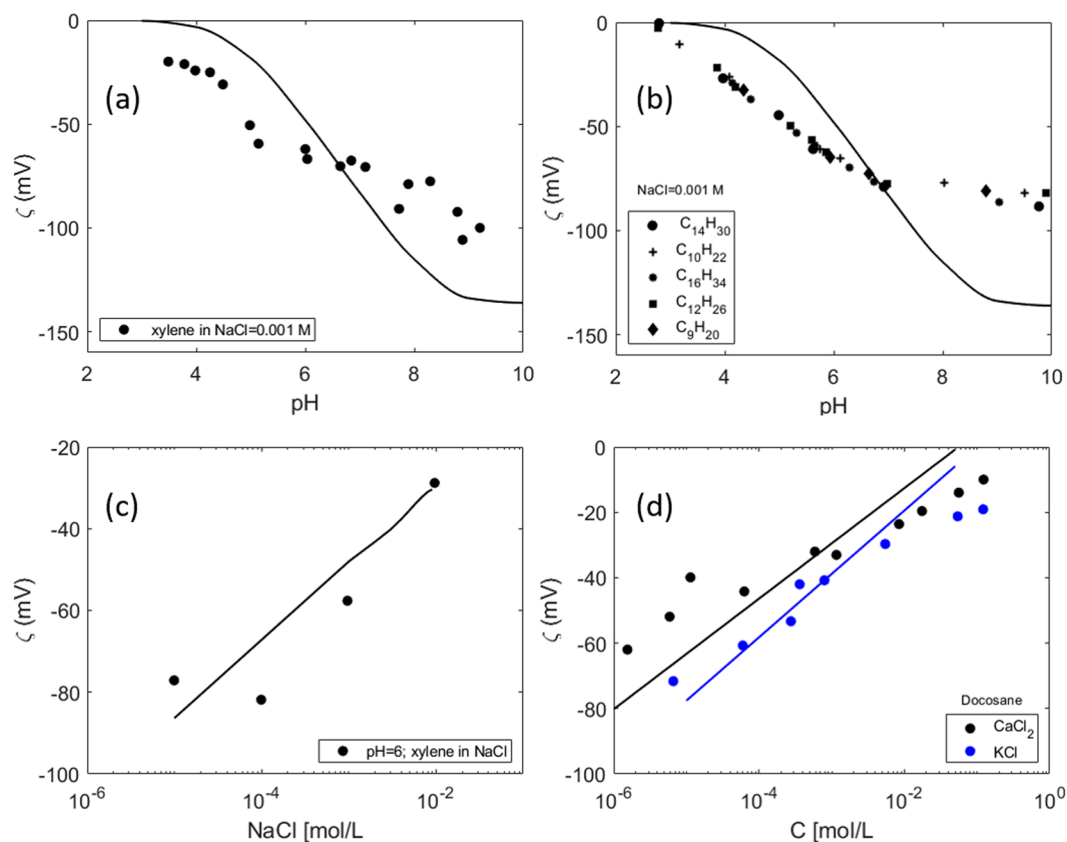 0
-50
-100
-150
ζ (mV)
(a)
xylene in NaCl=0.001 M
2 4 6 8 10
pH
0
-50
-100
-150
ζ (mV)
(b)
NaCl=0.001 M
C14H30
C10H22
C16H34
C12H26
C9H20
2 4 6 8 10
pH
-20
-40
-60
-80
-100
ζ (mV)
(c)
pH=6; xylene in NaCl
10^-6 10^-4 10^-2
NaCl [mol/L
0
-20
-40
-60
-80
-100
ζ (mV)
(d)
Docosane
CaCl2
KCl
10^-6 10^-4 10^-2 10^0
C [mol/L]